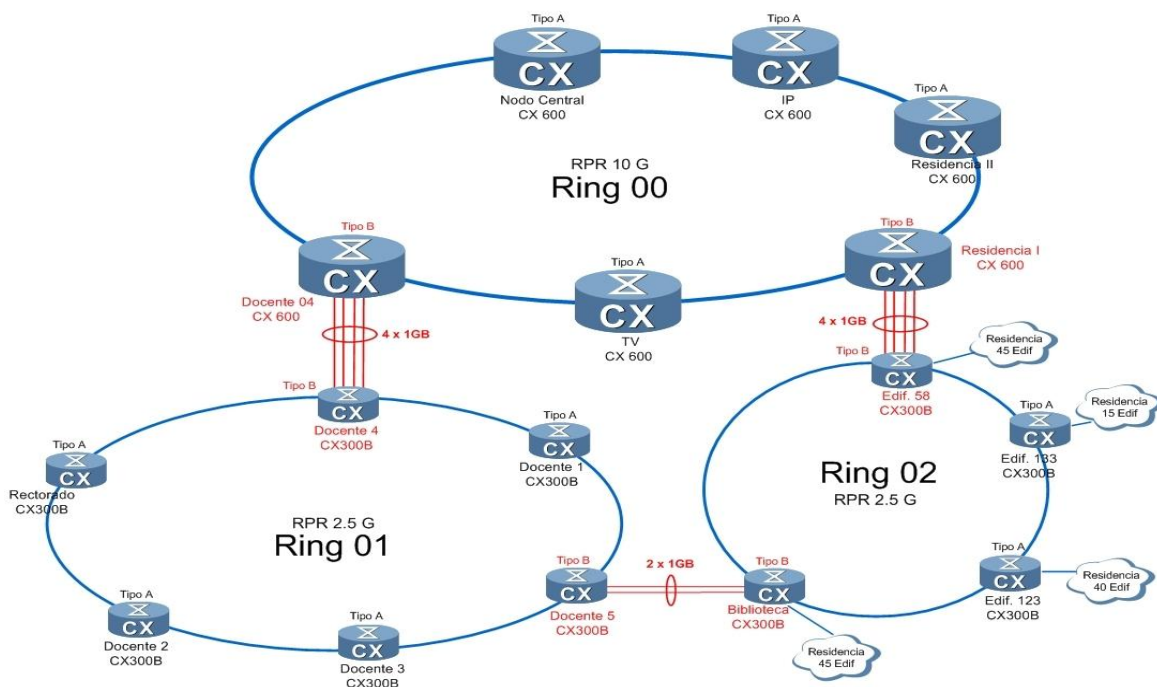 Tipo A
CX
Nodo Central
CX 600
Tipo A
CX
IP
CX 600
Tipo A
CX
Residencia II
CX 600
RPR 10 G
Ring 00
Tipo B
CX
Docente 04
CX 600
Tipo A
CX
TV
CX 600
Tipo B
CX
Residencia I
CX 600
4 x 1GB
4 x 1GB
Tipo B
CX
Docente 4
CX300B
Tipo A
CX
Docente 1
CX300B
Tipo A
CX
Rectorado
CX300B
RPR 2.5 G
Ring 01
Tipo B
CX
Docente 5
CX300B
Tipo A
CX
Docente 2
CX300B
Tipo A
CX
Docente 3
CX300B
2 x 1GB
Tipo B
CX
Edif. 58
CX300B
Residencia
45 Edif
Tipo A
CX
Edif. 133
CX300B
Residencia
15 Edif
Ring 02
RPR 2.5 G
Tipo A
CX
Edif. 123
CX300B
Residencia
40 Edif
Tipo B
CX
Biblioteca
CX300B
Residencia
45 Edif